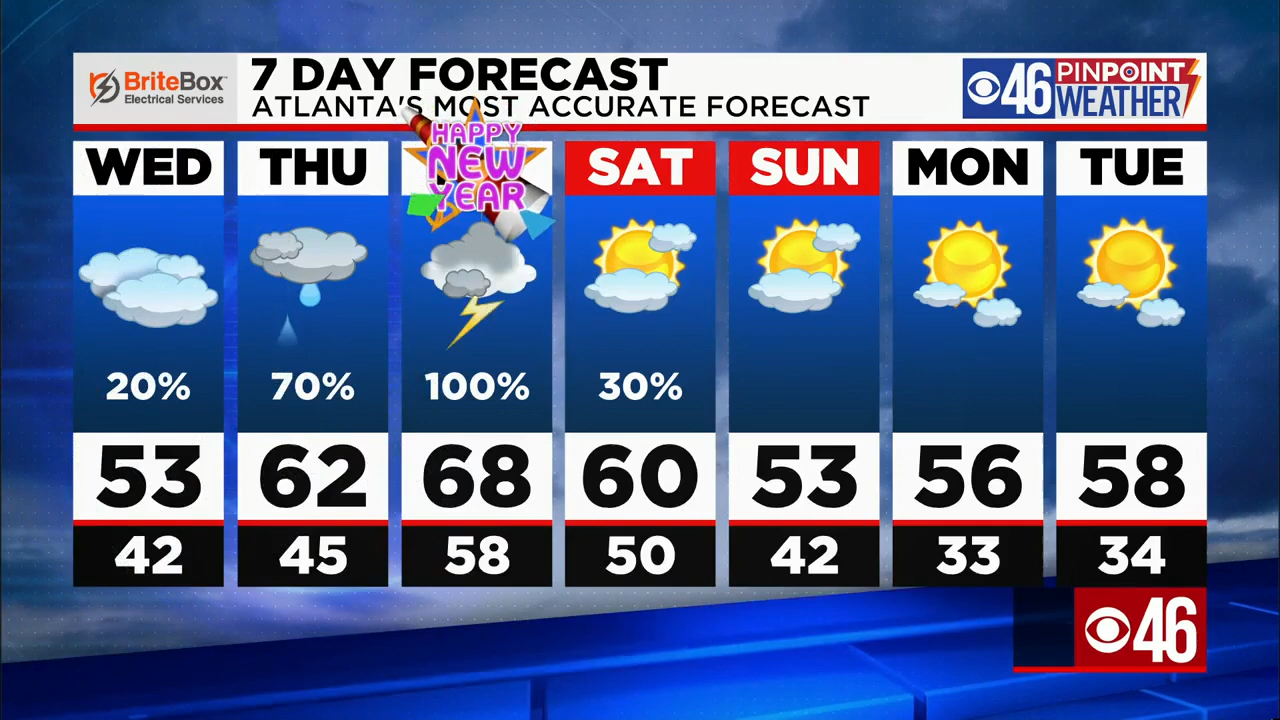 BriteBox™
Electrical Services
7 DAY FORECAST
ATLANTA'S MOST ACCURATE FORECAST
46
PINPOINT
WEATHER
WED
THU
HAPPY
NEW
YEAR
SAT
SUN
MON
TUE
20%
70%
100%
30%
53
62
68
60
53
56
58
42
45
58
50
42
33
34
46